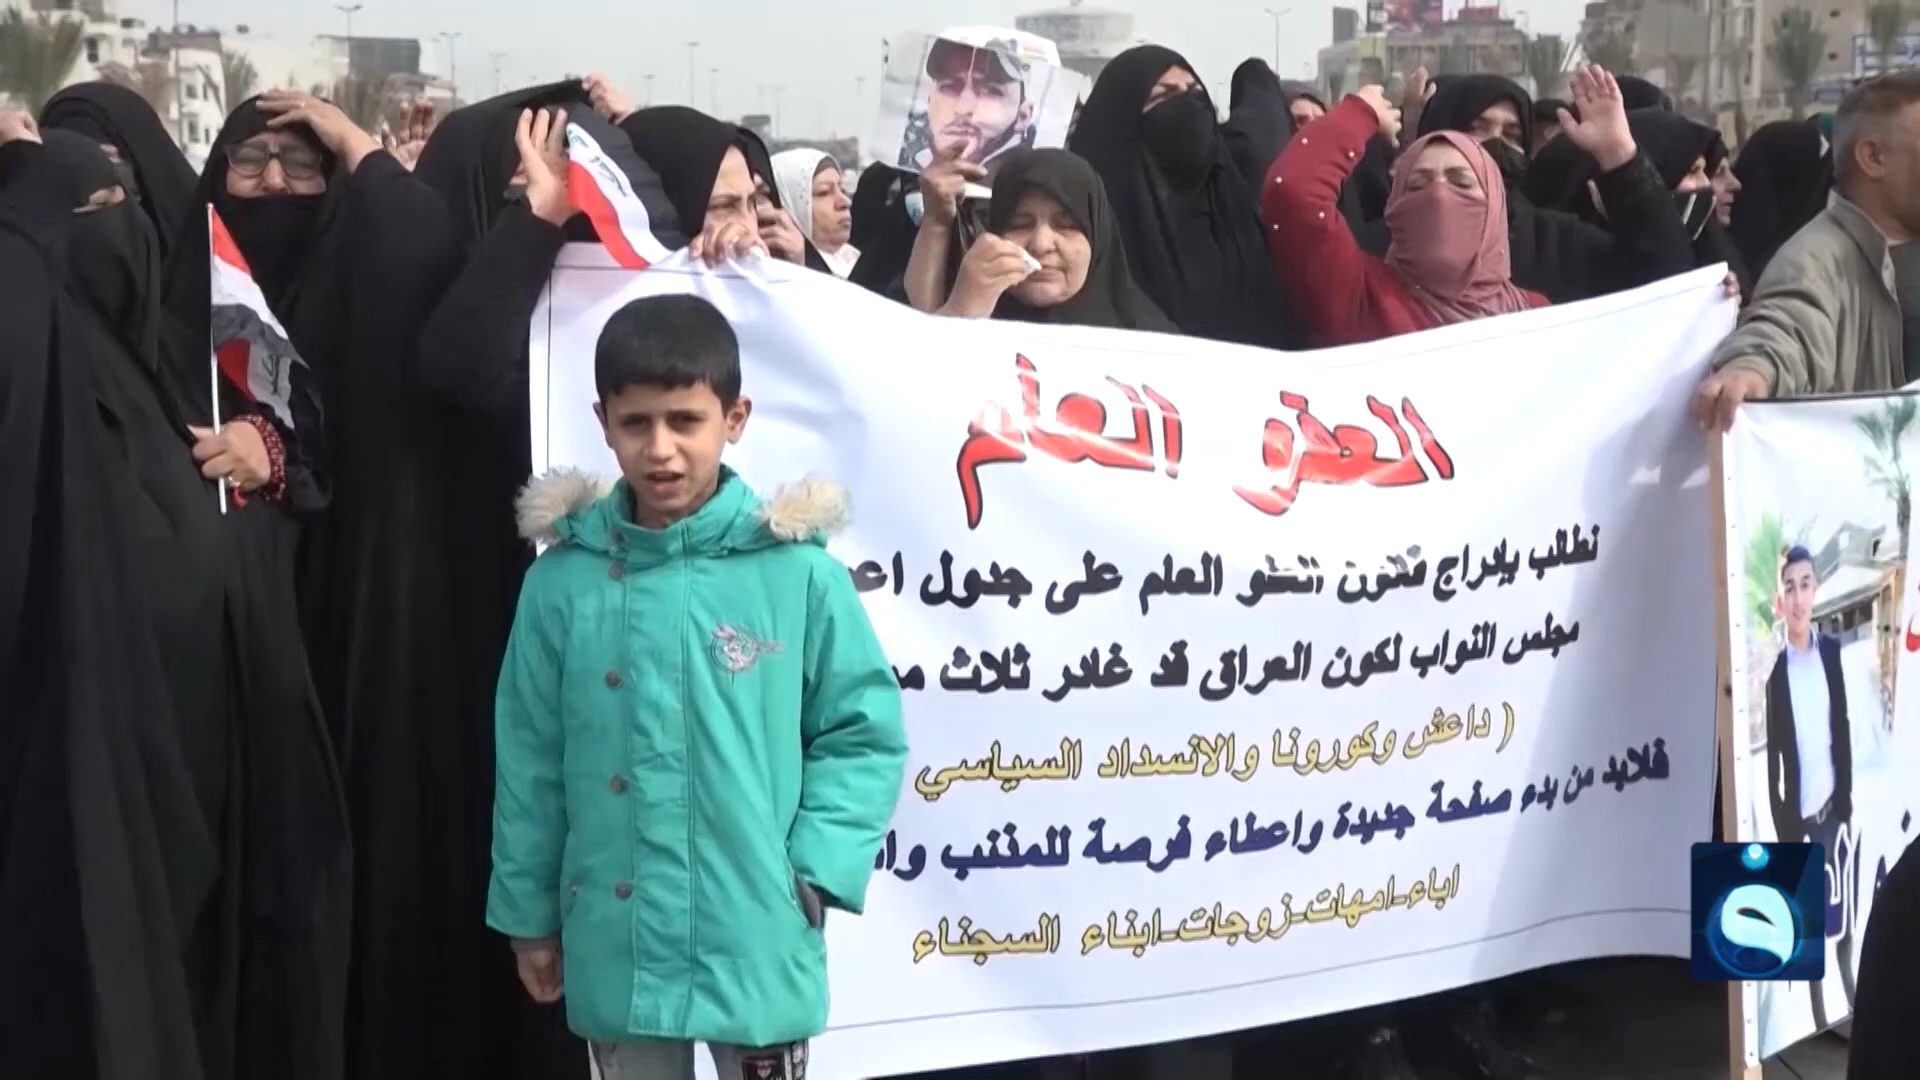 العفو العام
نطالب بإدراج قانون العفو العام على جدول
مجلس النواب لكون العراق قد غادر ثلاث
( داعش وكورونا والانسداد السياسي
فلابد من بدء صفحة جديدة واعطاء فرصة للمذنب
اباء-امهات-زوجات-ابناء السجناء